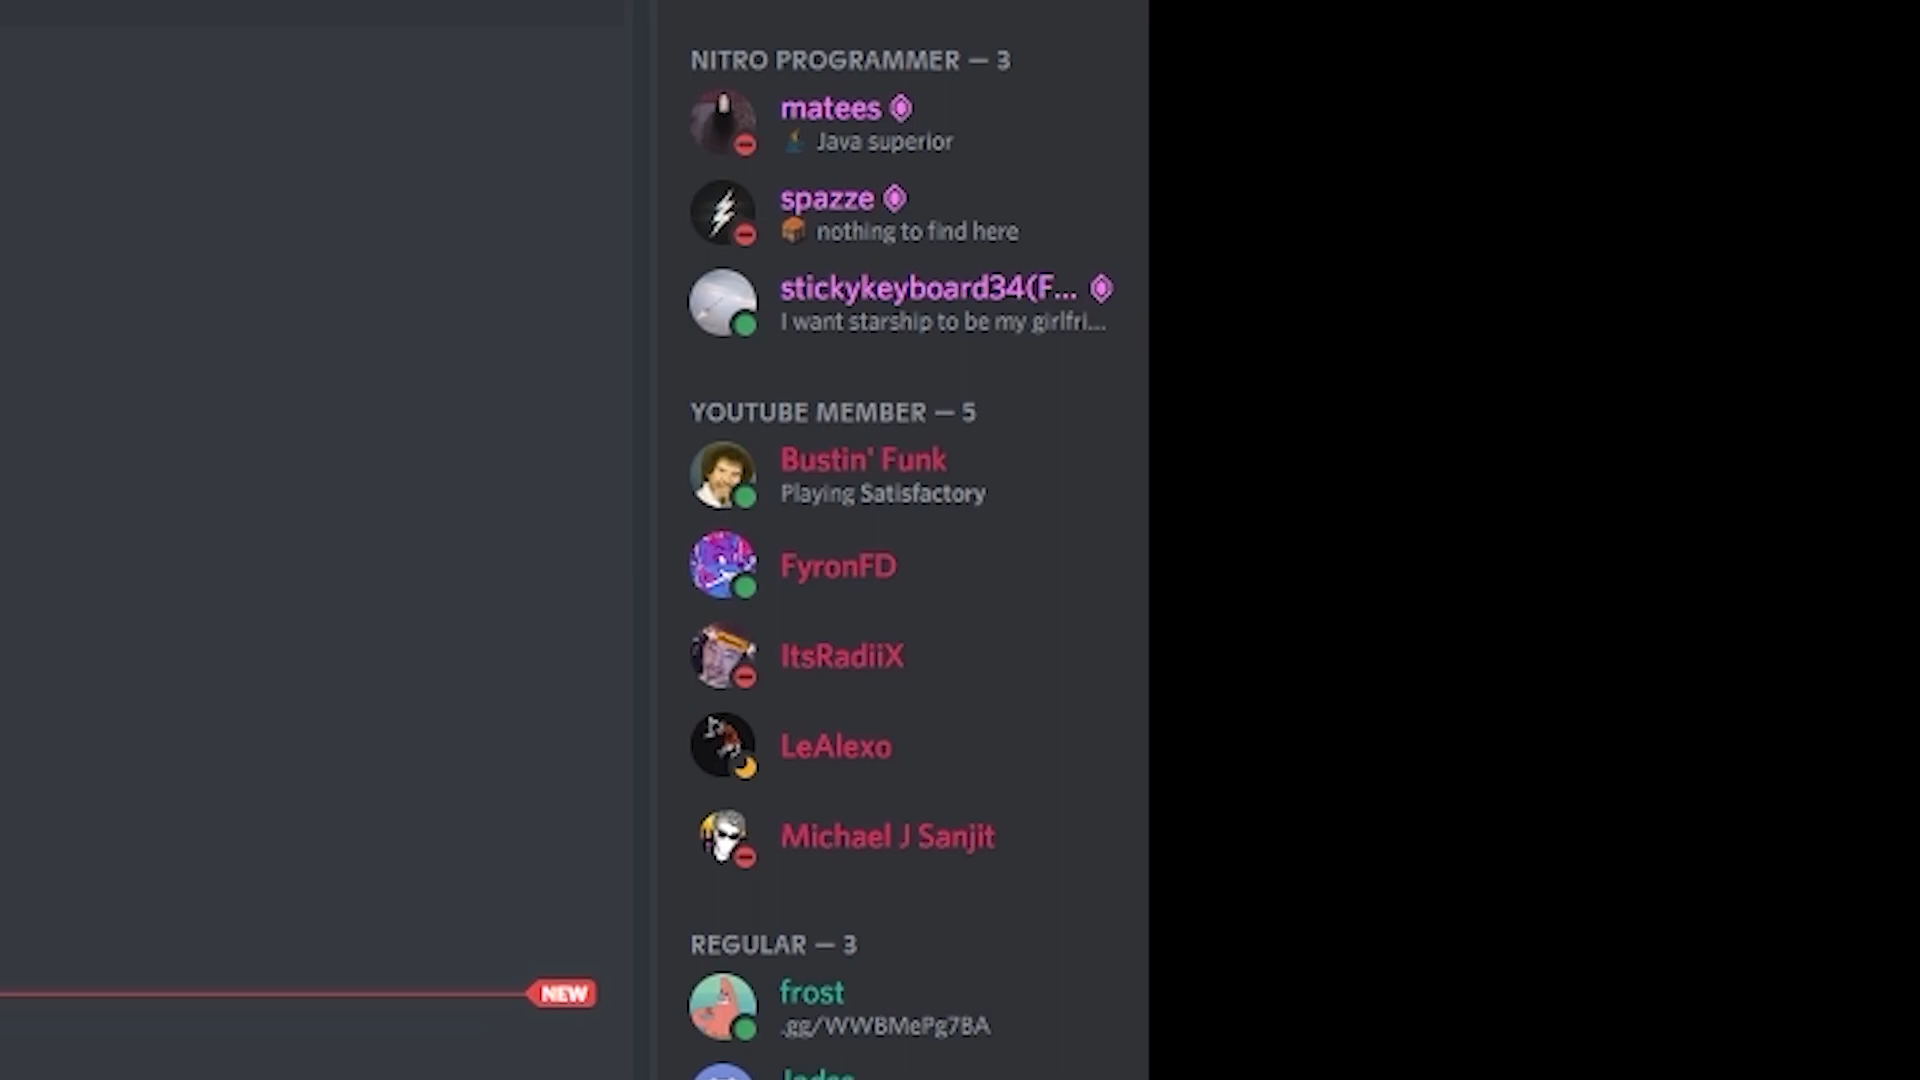 NITRO PROGRAMMER — 3
matees
Java superior
spazze
nothing to find here
stickykeyboard34(F...
I want starship to be my girlfri...
YOUTUBE MEMBER — 5
Bustin' Funk
Playing Satisfactory
FyronFD
ItsRadiiX
LeAlexo
Michael J Sanjit
REGULAR — 3
NEW
frost
.gg/WWBMePg7BA